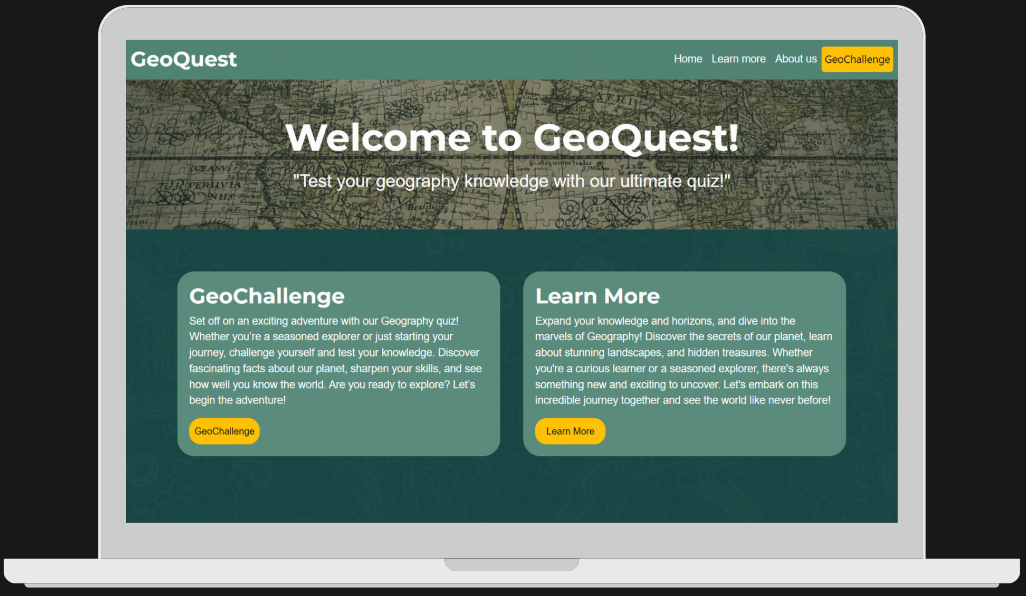 GeoQuest
Home Learn more About us GeoChallenge
Welcome to GeoQuest!
"Test your geography knowledge with our ultimate quiz!"
GeoChallenge
Set off on an exciting adventure with our Geography quiz!
Whether you're a seasoned explorer or just starting your
journey, challenge yourself and test your knowledge. Discover
fascinating facts about our planet, sharpen your skills, and see
how well you know the world. Are you ready to explore? Let's
begin the adventure!
GeoChallenge
Learn More
Expand your knowledge and horizons, and dive into the
marvels of Geography! Discover the secrets of our planet, learn
about stunning landscapes, and hidden treasures. Whether
you're a curious learner or a seasoned explorer, there's always
something new and exciting to uncover. Let's embark on this
incredible journey together and see the world like never before!
Learn More